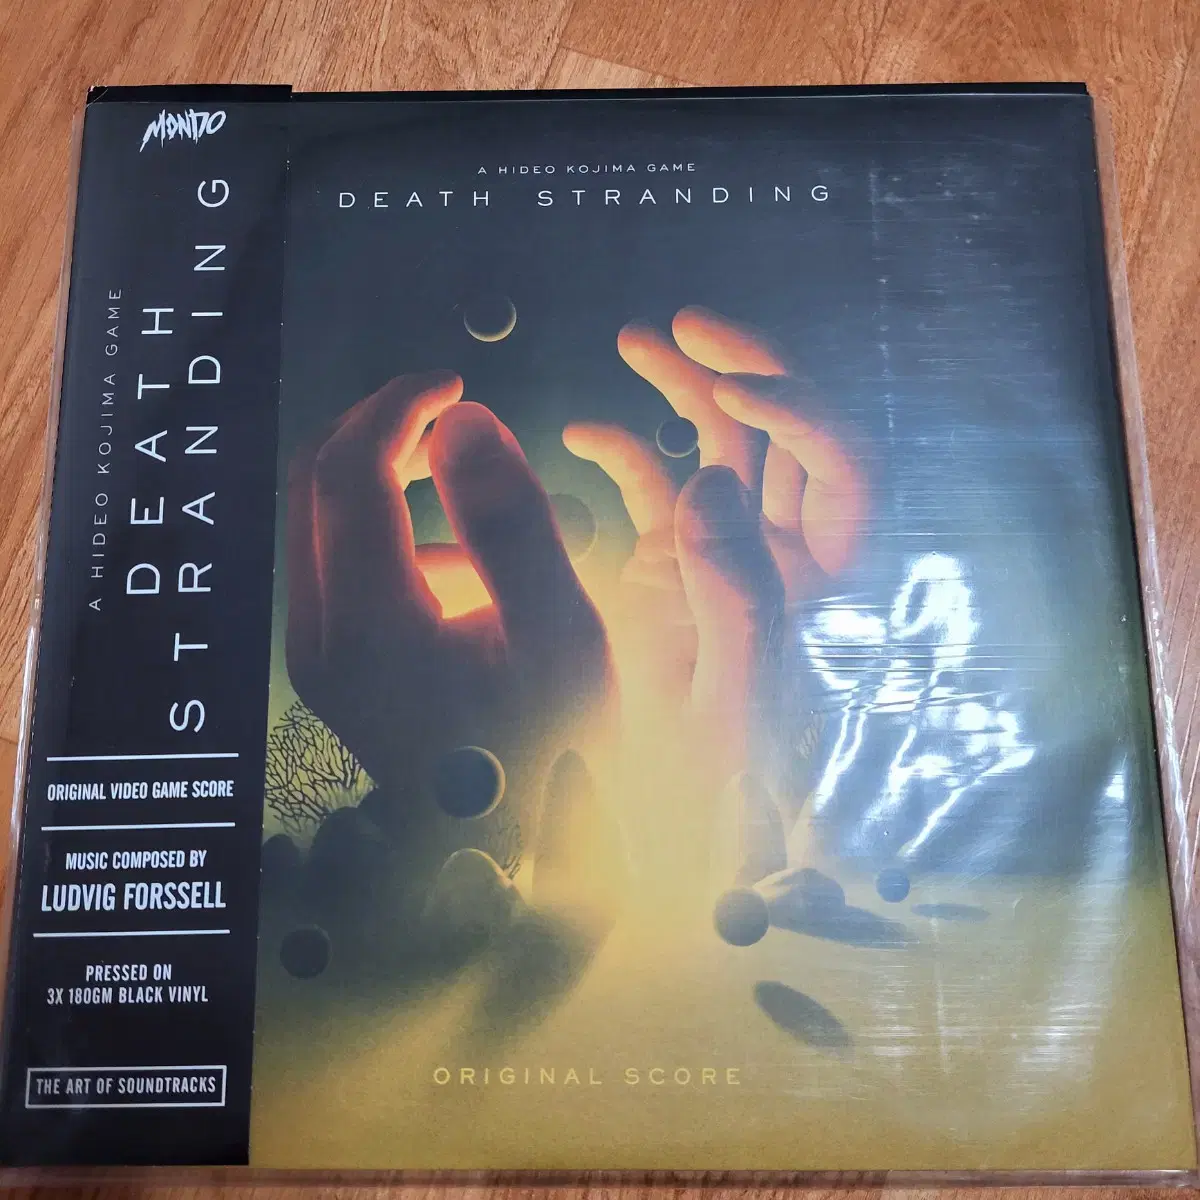 MONDO
A HIDEO KOJIMA GAME
DEATH
STRANDING
ORIGINAL VIDEO GAME SCORE
MUSIC COMPOSED BY
LUDVIG FORSSELL
PRESSED ON
3X 180GM BLACK VINYL
THE ART OF SOUNDTRACKS
A HIDEO KOJIMA GAME
DEATH STRANDING
ORIGINAL SCORE